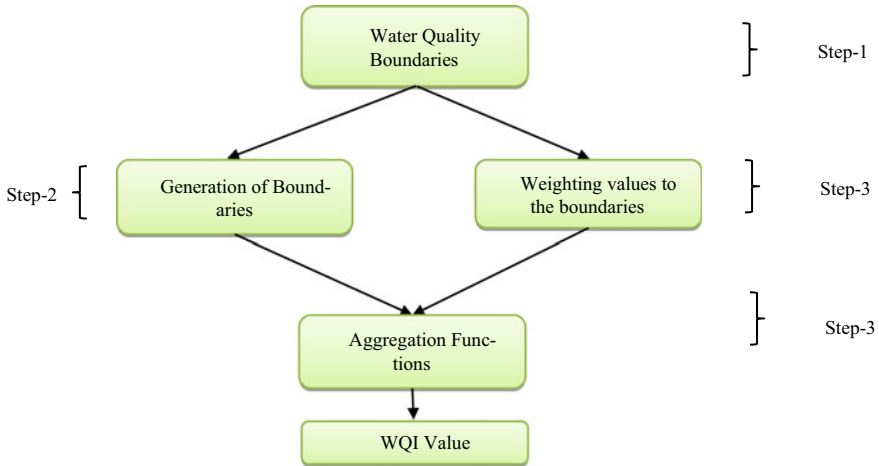 Water Quality
Boundaries
Step-1
Step-2
Generation of Bound-
aries
Weighting values to
the boundaries
Step-3
Aggregation Func-
tions
Step-3
WQI Value